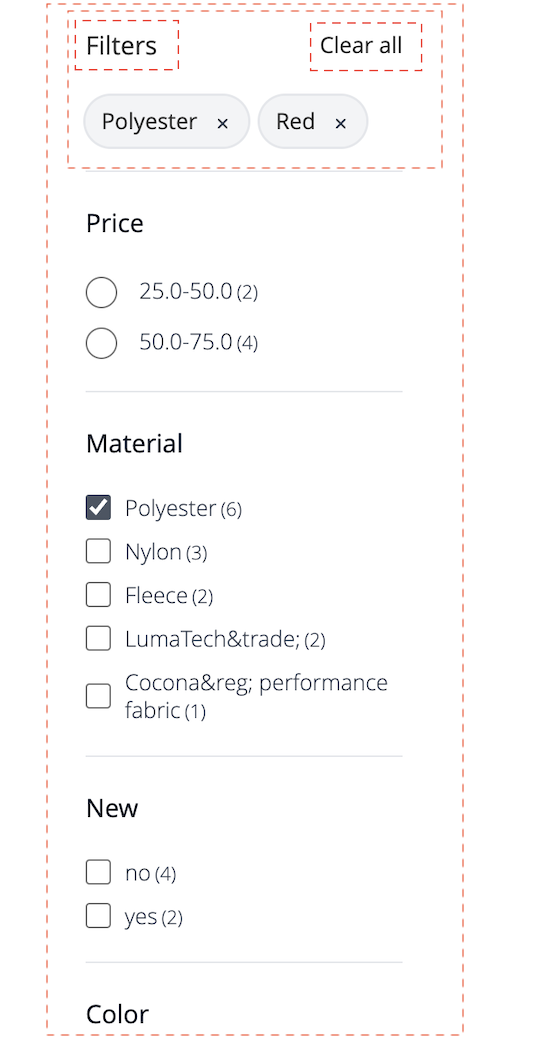 Filters
Clear all
Polyester ×
Red ×
Price
25.0-50.0 (2)
50.0-75.0 (4)
Material
Polyester (6)
Nylon (3)
Fleece (2)
LumaTech&trade; (2)
Cocona&reg; performance
fabric (1)
New
no (4)
yes (2)
Color